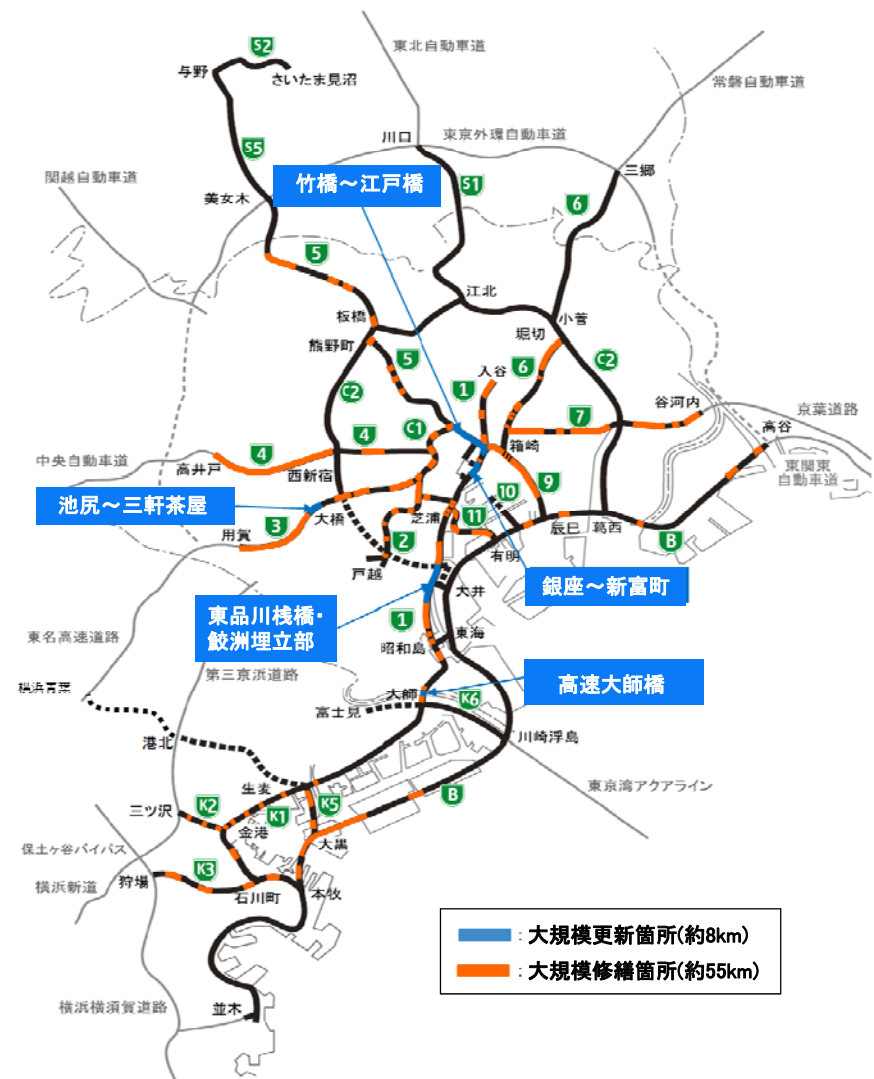 東北自動車道
S2
与野
さいたま見沼
常磐自動車道
川口
東京外環自動車道
S5
三郷
関越自動車道
竹橋～江戸橋
S1
美女木
6
5
江北
板橋
小菅
堀切
熊野町
5
入谷
6
1
C2
C2
谷河内
京葉道路
C1
7
高谷
4
箱崎
中央自動車道
4
高井戸
西新宿
東関東
自動車道
9
池尻～三軒茶屋
10
大橋
芝浦
11
辰巳
葛西
3
用賀
2
有明
B
戸越
銀座～新富町
大井
東品川桟橋・
鮫洲埋立部
1
東海
東名高速道路
昭和島
第三京浜道路
高速大師橋
横浜青葉
大師
K6
富士見
港北
川崎浮島
生麦
東京湾アクアライン
K2
K5
B
三ツ沢
K1
金港
大黒
保土ヶ谷バイパス
K3
狩場
横浜新道
石川町
本牧
:大規模更新箇所(約8km)
:大規模修繕箇所(約55km)
横浜横須賀道路
並木